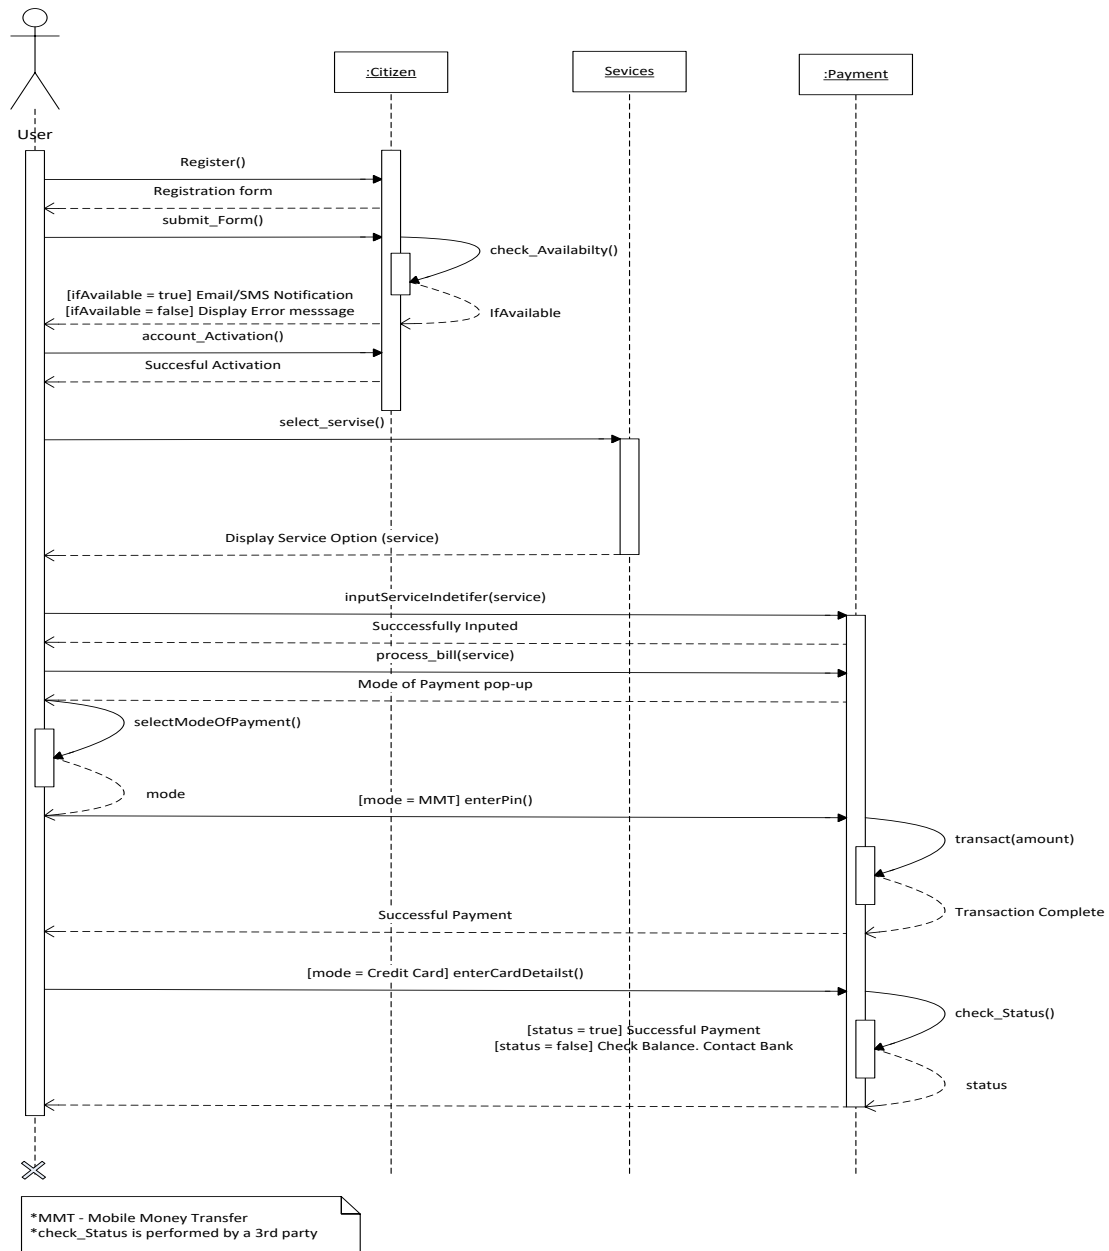 :Citizen
Sevices
:Payment
User
Register()
Registration form
submit_Form()
check_Availabilty()
[ifAvailable = true] Email/SMS Notification
[ifAvailable = false] Display Error messsage
IfAvailable
account_Activation()
Succesful Activation
select_servise()
Display Service Option (service)
inputServiceIndetifer(service)
Succcessfully Inputed
process_bill(service)
Mode of Payment pop-up
selectModeOfPayment()
mode
[mode = MMT] enterPin()
transact(amount)
Transaction Complete
Successful Payment
[mode = Credit Card] enterCardDetailst()
check_Status()
[status = true] Successful Payment
[status = false] Check Balance. Contact Bank
status
*MMT - Mobile Money Transfer
*check_Status is performed by a 3rd party